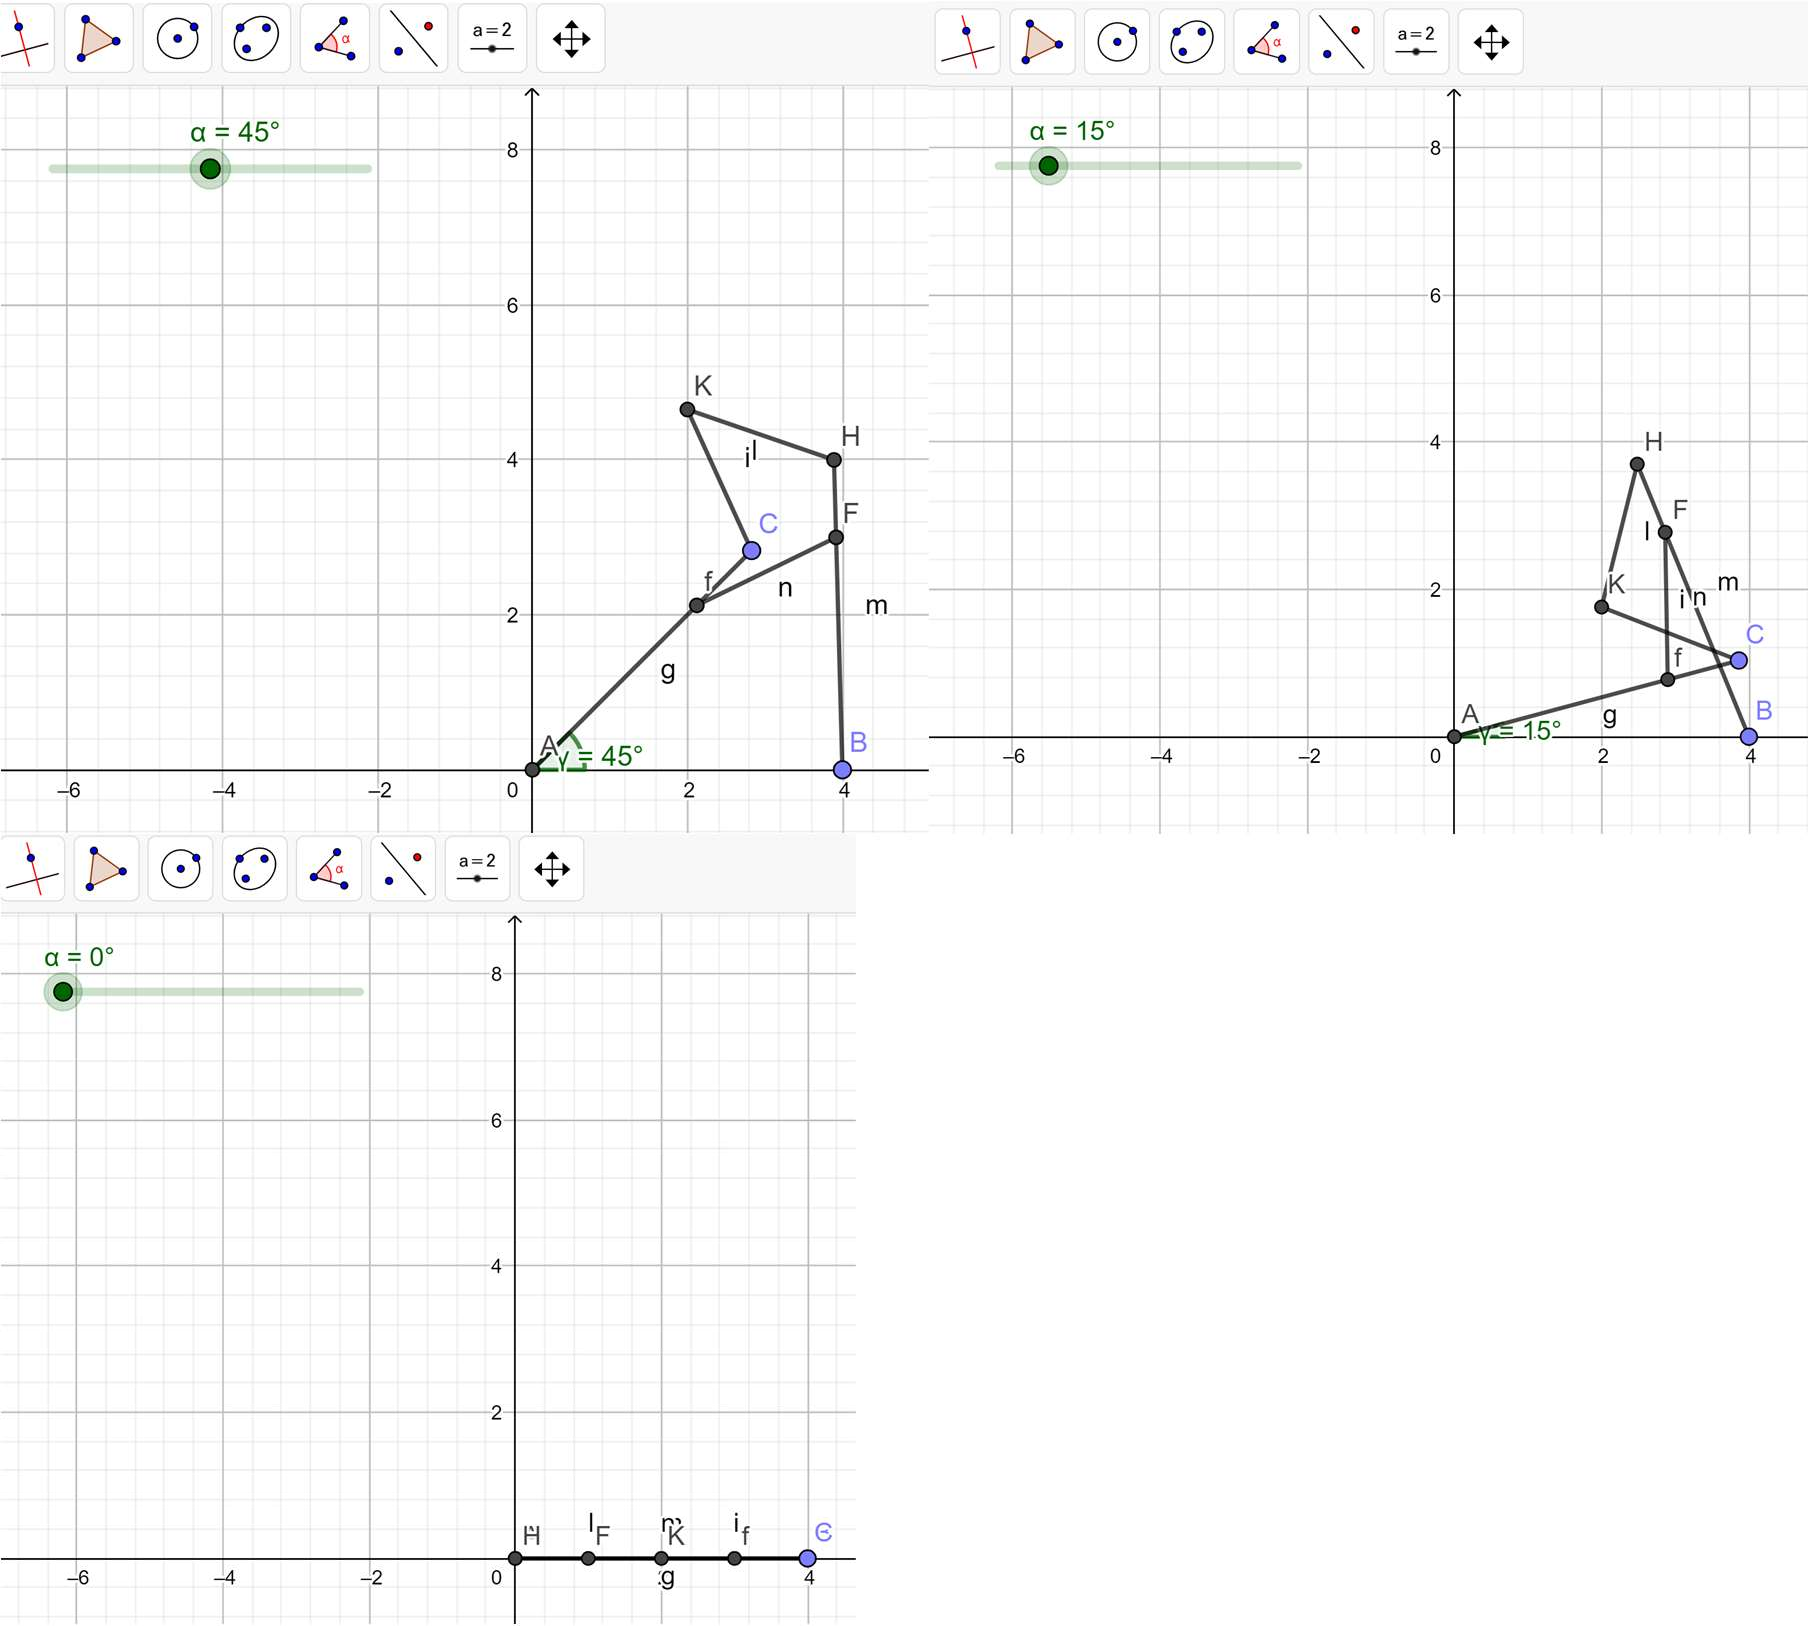 α
a = 2
α = 45°
8
6
K
H
i
l
4
F
C
f
n
2
m
g
A
γ = 45°
B
–6
–4
–2
0
2
4
α
a = 2
α = 15°
8
6
4
H
F
l
K
2
i
n
m
C
f
A
γ = 15°
g
B
–6
–4
–2
0
2
4
α
a = 2
α = 0°
8
6
4
2
H
l
F
m
K
i
f
C
–6
–4
–2
0
g
4